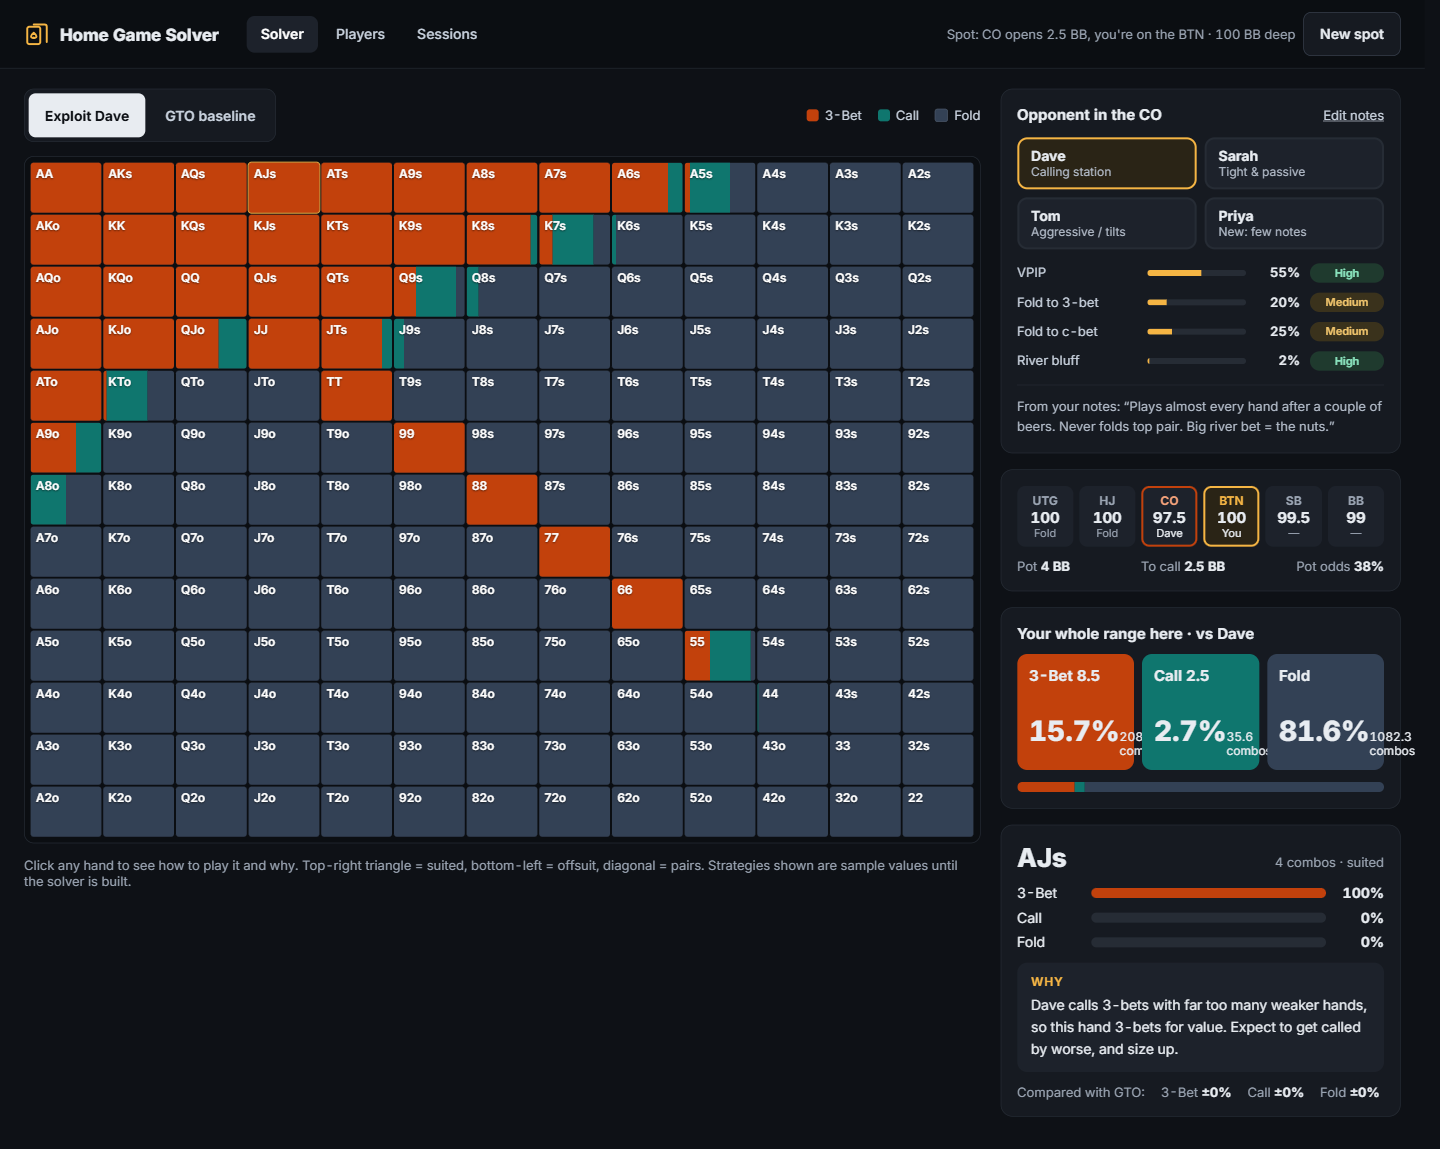 Home Game Solver
Solver Players Sessions
Spot: CO opens 2.5 BB, you're on the BTN · 100 BB deep
New spot
Exploit Dave GTO baseline
3-Bet Call Fold
AA AKs AQs AJs ATs A9s A8s A7s A6s A5s A4s A3s A2s
AKo KK KQs KJs KTs K9s K8s K7s K6s K5s K4s K3s K2s
AQo KQo QQ QJs QTs Q9s Q8s Q7s Q6s Q5s Q4s Q3s Q2s
AJo KJo QJo JJ JTs J9s J8s J7s J6s J5s J4s J3s J2s
ATo KTo QTo JTo TT T9s T8s T7s T6s T5s T4s T3s T2s
A9o K9o Q9o J9o T9o 99 98s 97s 96s 95s 94s 93s 92s
A8o K8o Q8o J8o T8o 98o 88 87s 86s 85s 84s 83s 82s
A7o K7o Q7o J7o T7o 97o 87o 77 76s 75s 74s 73s 72s
A6o K6o Q6o J6o T6o 96o 86o 76o 66 65s 64s 63s 62s
A5o K5o Q5o J5o T5o 95o 85o 75o 65o 55 54s 53s 52s
A4o K4o Q4o J4o T4o 94o 84o 74o 64o 54o 44 43s 42s
A3o K3o Q3o J3o T3o 93o 83o 73o 63o 53o 43o 33 32s
A2o K2o Q2o J2o T2o 92o 82o 72o 62o 52o 42o 32o 22
Click any hand to see how to play it and why. Top-right triangle = suited, bottom-left = offsuit, diagonal = pairs. Strategies shown are sample values until
the solver is built.
Opponent in the CO
Edit notes
Dave
Calling station
Sarah
Tight & passive
Tom
Aggressive / tilts
Priya
New: few notes
VPIP 55% High
Fold to 3-bet 20% Medium
Fold to c-bet 25% Medium
River bluff 2% High
From your notes: “Plays almost every hand after a couple of
beers. Never folds top pair. Big river bet = the nuts.”
UTG HJ CO BTN SB BB
100 100 97.5 100 99.5 99
Fold Fold Dave You — —
Pot 4 BB To call 2.5 BB Pot odds 38%
Your whole range here · vs Dave
3-Bet 8.5
15.7% 208
Call 2.5
2.7% 35.6
combos
Fold
81.6% 1082.3
combos
AJs
4 combos · suited
3-Bet 100%
Call 0%
Fold 0%
WHY
Dave calls 3-bets with far too many weaker hands,
so this hand 3-bets for value. Expect to get called
by worse, and size up.
Compared with GTO: 3-Bet ±0% Call ±0% Fold ±0%